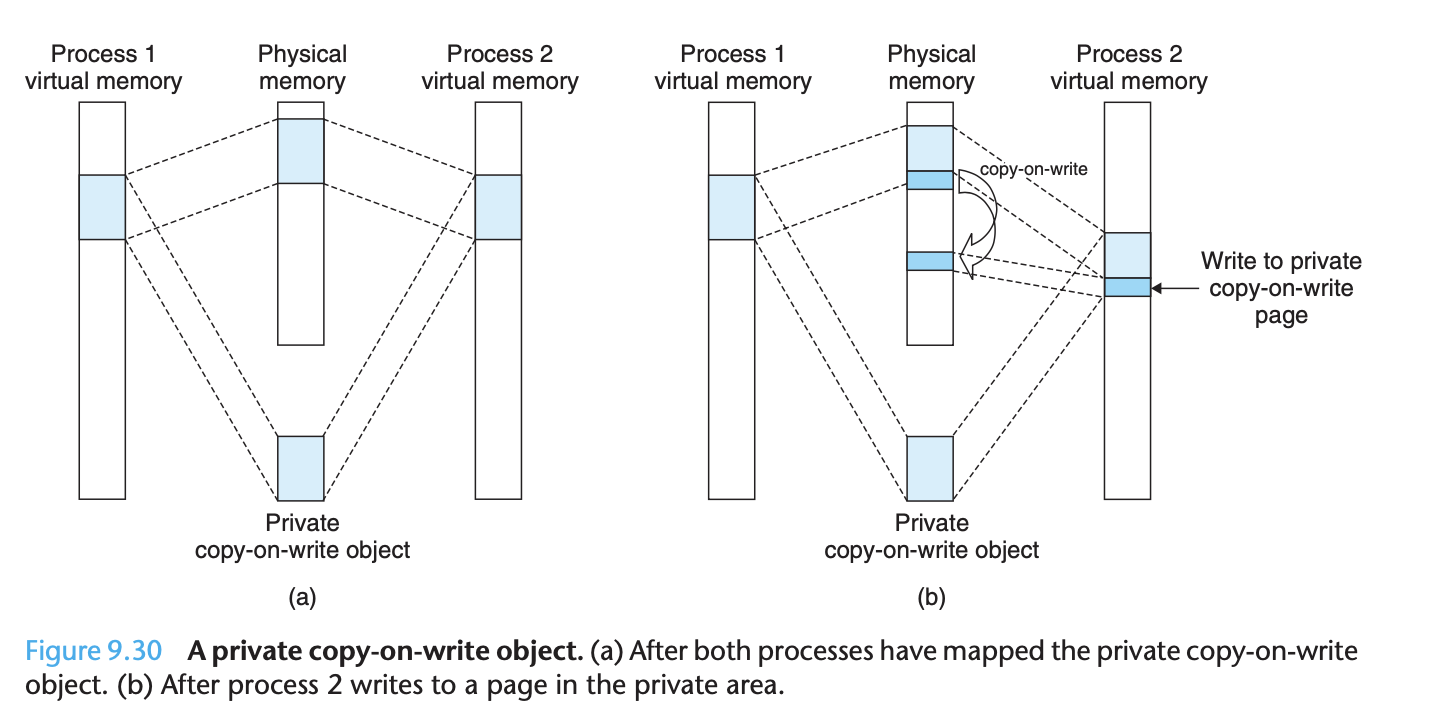 Process 1
virtual memory
Physical
memory
Process 2
virtual memory
Private
copy-on-write object
(a)
Process 1
virtual memory
Physical
memory
Process 2
virtual memory
copy-on-write
Write to private
copy-on-write
page
Private
copy-on-write object
(b)
Figure 9.30 A private copy-on-write object. (a) After both processes have mapped the private copy-on-write
object. (b) After process 2 writes to a page in the private area.